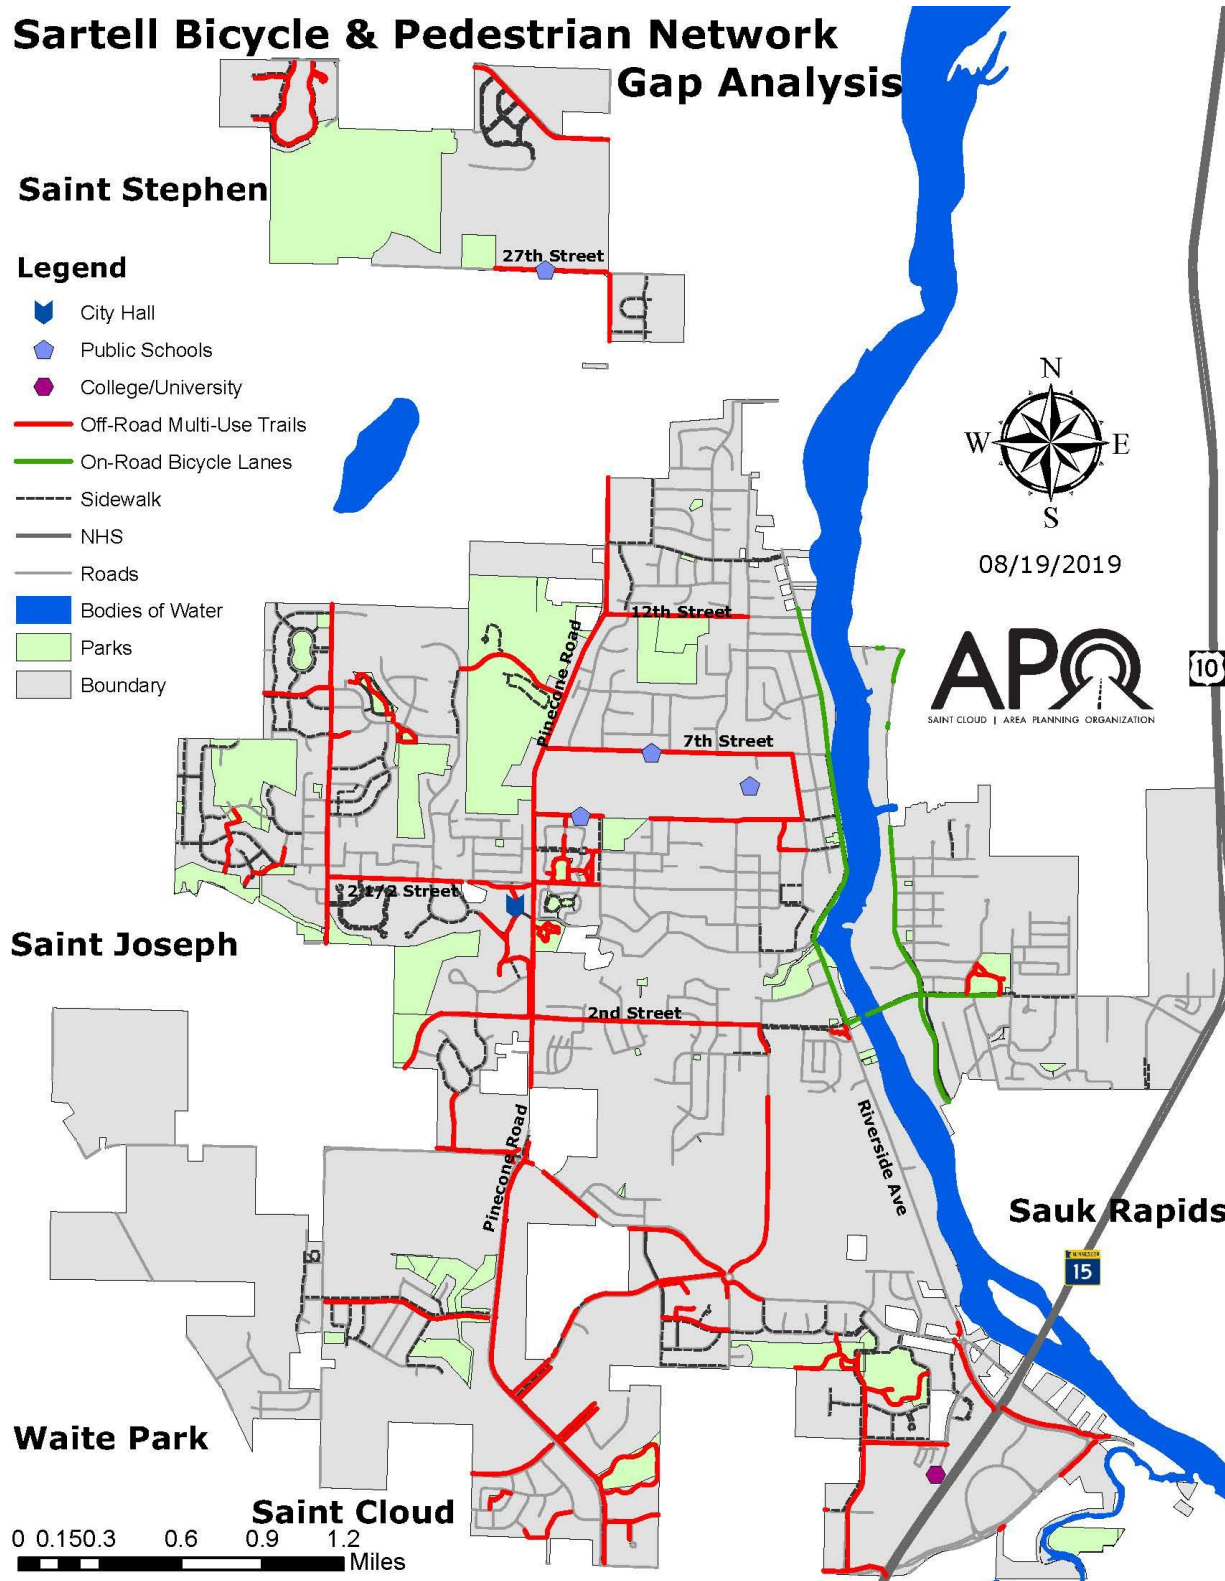 Sartell Bicycle & Pedestrian Network
Gap Analysis
Saint Stephen
27th Street
Legend
City Hall
Public Schools
College/University
Off-Road Multi-Use Trails
On-Road Bicycle Lanes
Sidewalk
NHS
Roads
Bodies of Water
Parks
Boundary
N
W
E
S
08/19/2019
APO
SAINT CLOUD | AREA PLANNING ORGANIZATION
10
12th Street
Pinecone Road
7th Street
2 1/2 Street
Saint Joseph
2nd Street
Pinecone Road
Riverside Ave
Sauk Rapids
MINNESOTA
15
Waite Park
Saint Cloud
0 0.150.3 0.6 0.9 1.2
Miles